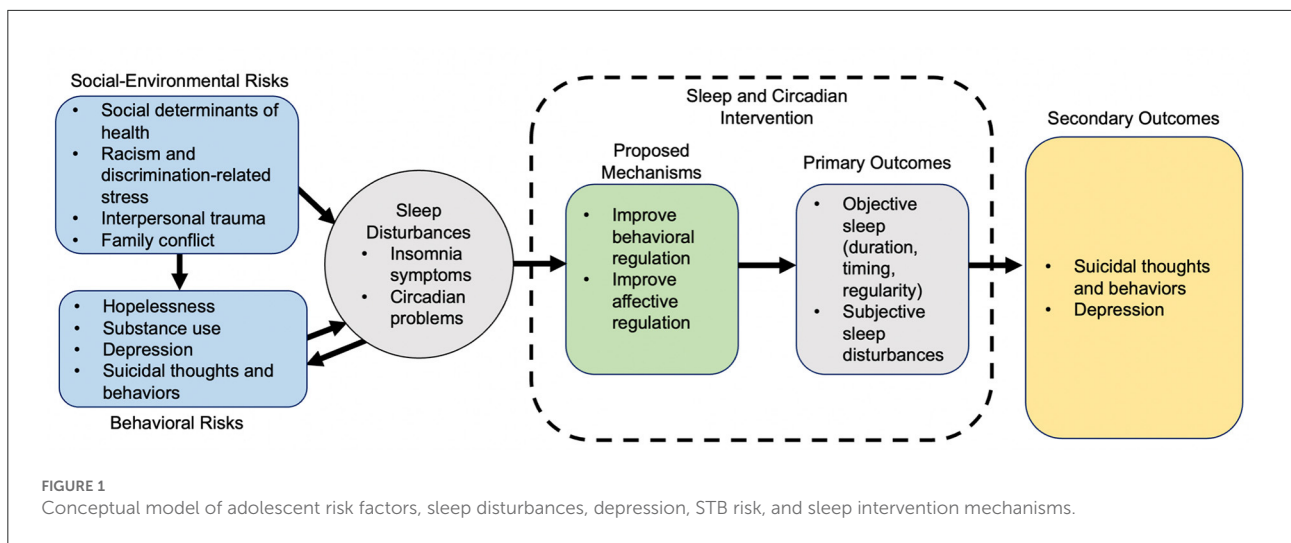 Social-Environmental Risks
• Social determinants of
health
• Racism and
discrimination-related
stress
• Interpersonal trauma
• Family conflict
• Hopelessness
• Substance use
• Depression
• Suicidal thoughts and
behaviors
Behavioral Risks
Sleep
Disturbances
• Insomnia
symptoms
• Circadian
problems
Sleep and Circadian
Intervention
Proposed
Mechanisms
• Improve
behavioral
regulation
• Improve
affective
regulation
Primary Outcomes
• Objective
sleep
(duration,
timing,
regularity)
• Subjective
sleep
disturbances
Secondary Outcomes
• Suicidal thoughts
and behaviors
• Depression
FIGURE 1
Conceptual model of adolescent risk factors, sleep disturbances, depression, STB risk, and sleep intervention mechanisms.